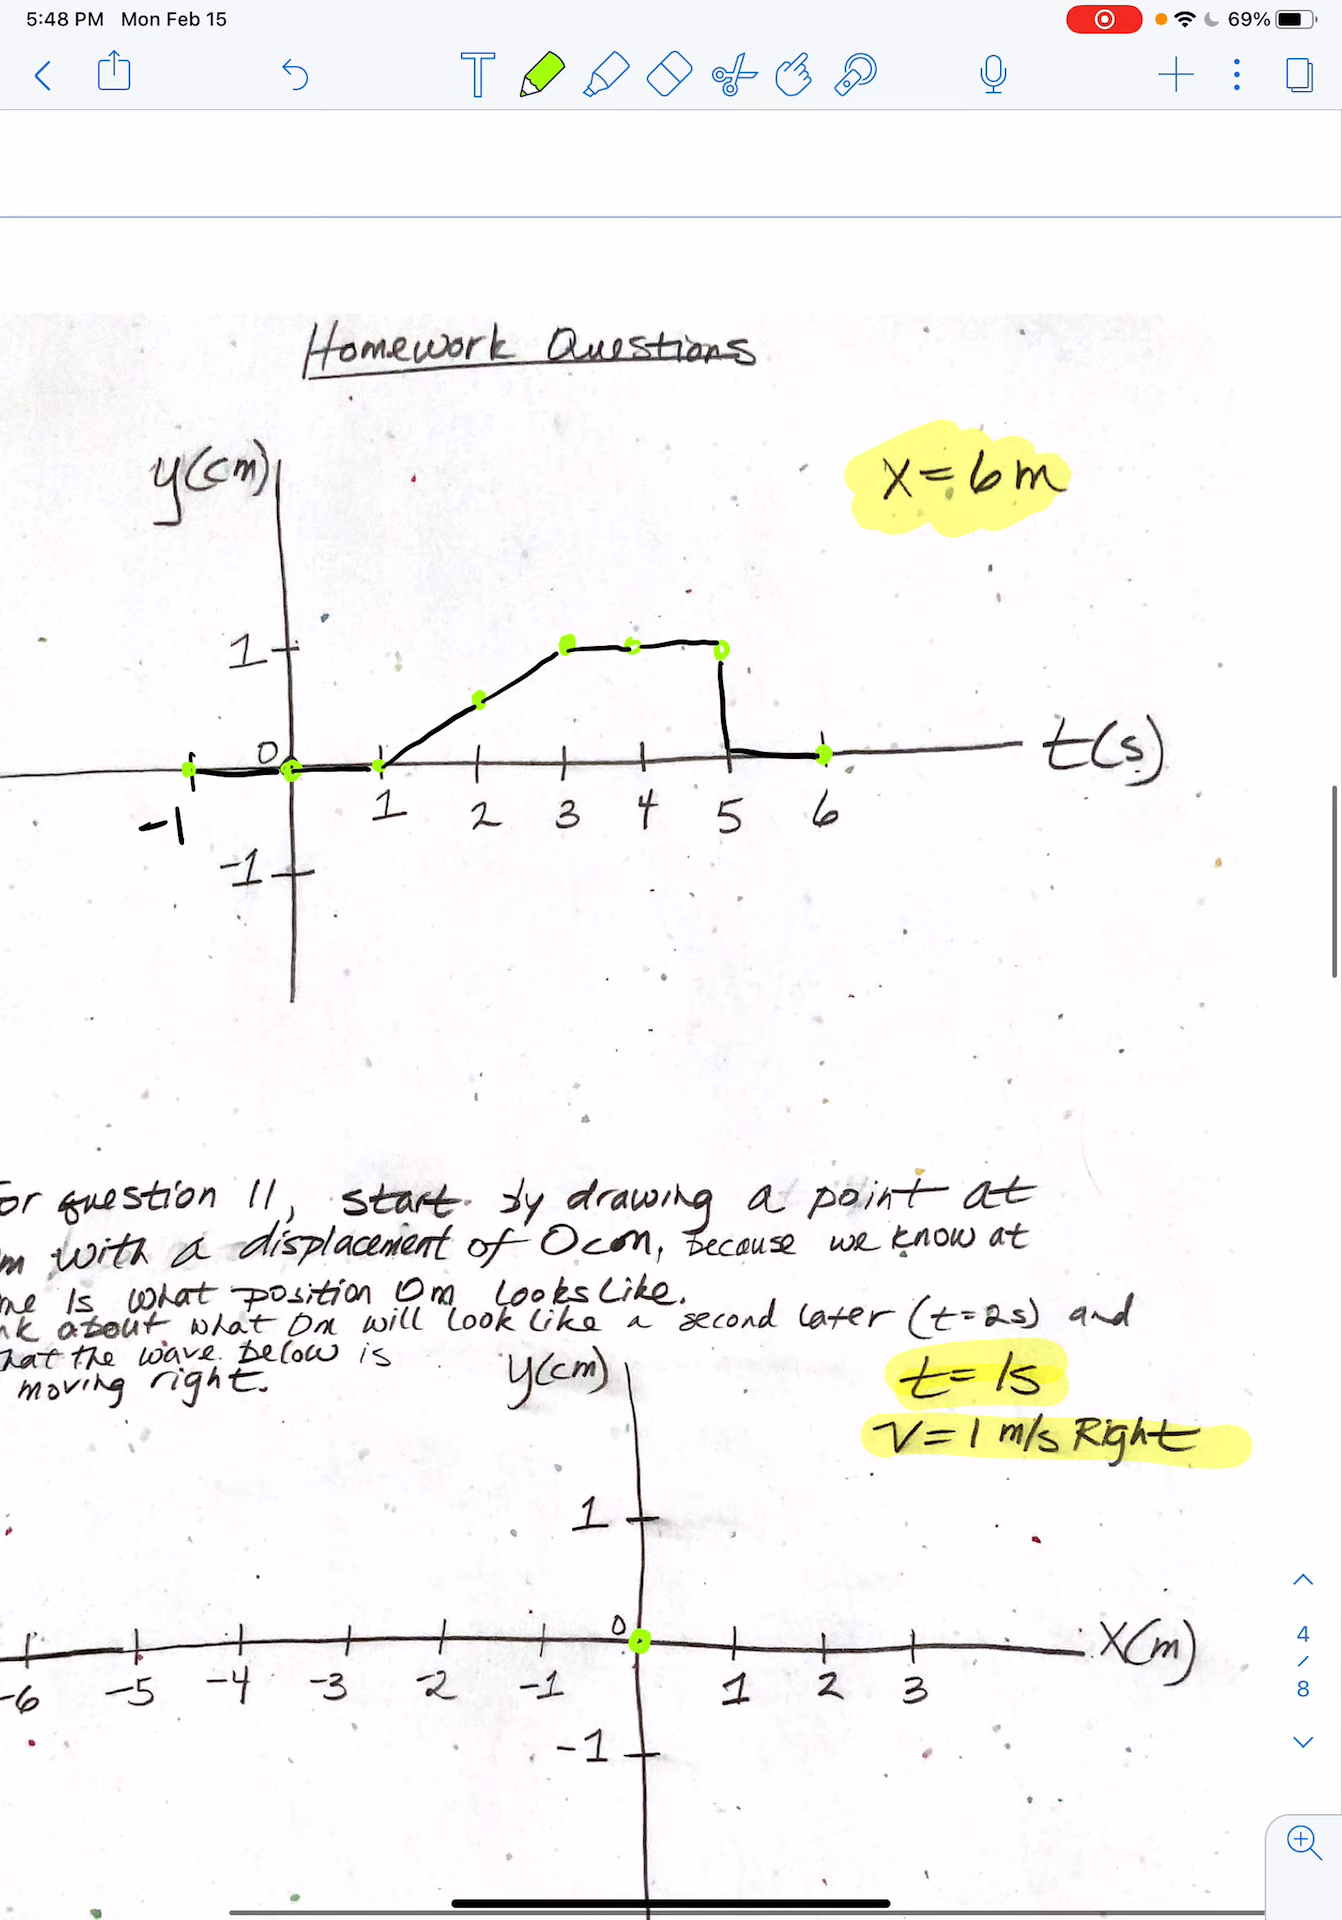 5:48 PM Mon Feb 15
69%
Homework Questions
y(cm)
x=6m
1
0
t(s)
-1
1 2 3 4 5 6
-1
or question 11, start by drawing a point at
m with a displacement of 0cm, because we know at
me 1s what position 0m looks like.
nk about what 0m will look like a second later (t=2s) and
hat the wave below is
moving right.
y(cm)
t=1s
v=1 m/s Right
1
0
x(m)
-6 -5 -4 -3 -2 -1 1 2 3
-1
4
/
8